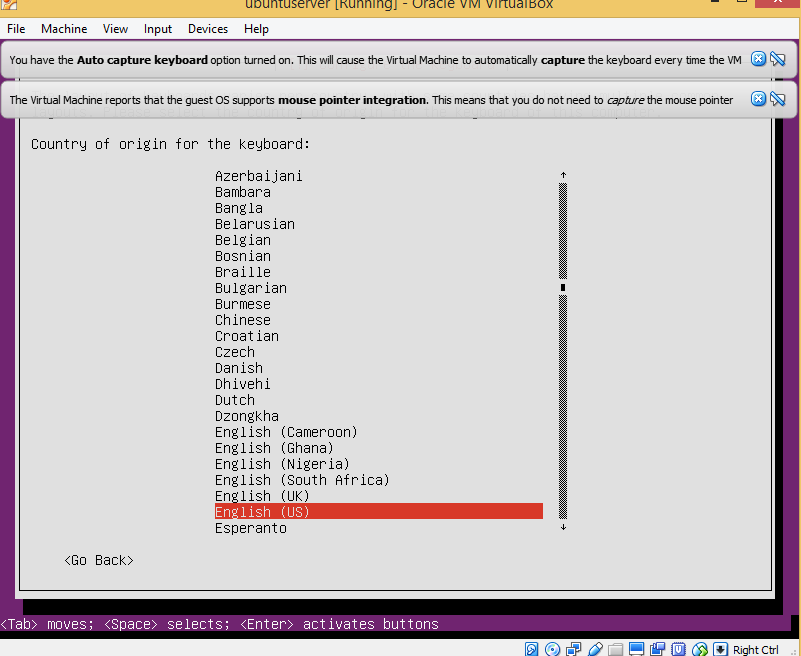 ubuntuserver [Running] - Oracle VM VirtualBox
File Machine View Input Devices Help
You have the Auto capture keyboard option turned on. This will cause the Virtual Machine to automatically capture the keyboard every time the VM
The Virtual Machine reports that the guest OS supports mouse pointer integration. This means that you do not need to capture the mouse pointer
Country of origin for the keyboard:
Azerbaijani
Bambara
Bangla
Belarusian
Belgian
Bosnian
Braille
Bulgarian
Burmese
Chinese
Croatian
Czech
Danish
Dhivehi
Dutch
Dzongkha
English (Cameroon)
English (Ghana)
English (Nigeria)
English (South Africa)
English (UK)
English (US)
Esperanto
<Go Back>
<Tab> moves; <Space> selects; <Enter> activates buttons
Right Ctrl